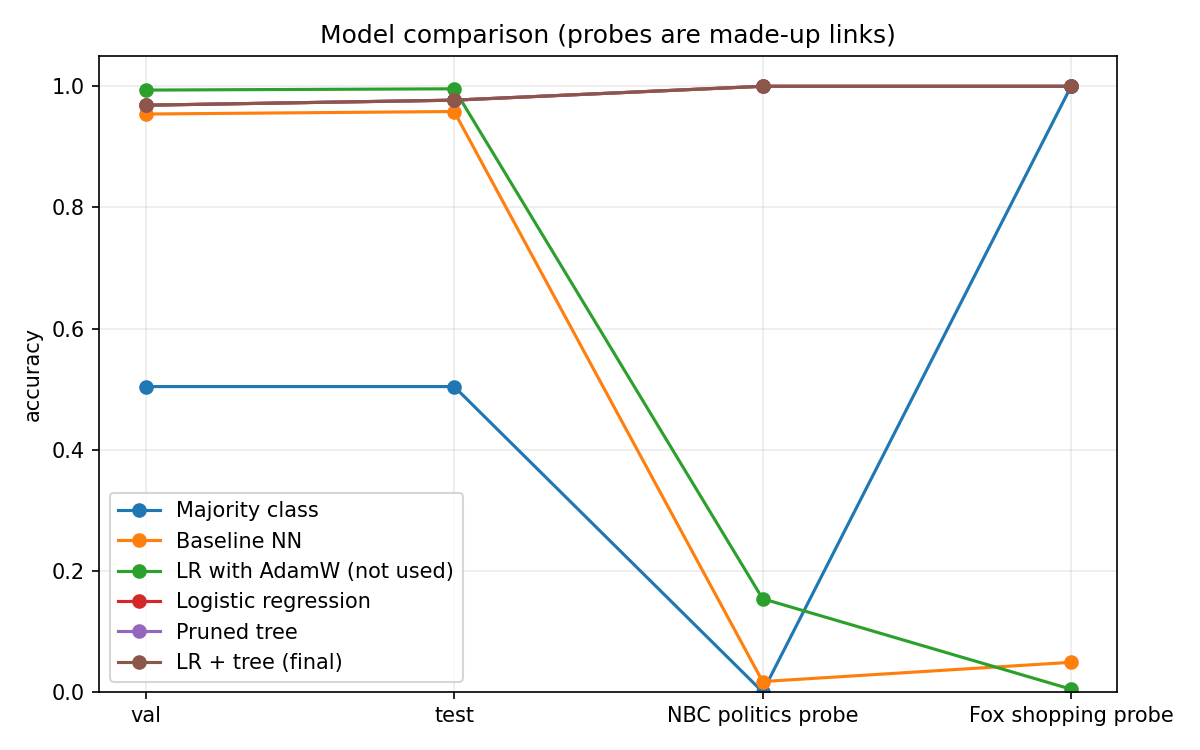 Model comparison (probes are made-up links)
1.0
0.8
0.6
0.4
0.2
0.0
accuracy
Majority class
Baseline NN
LR with AdamW (not used)
Logistic regression
Pruned tree
LR + tree (final)
val
test
NBC politics probe
Fox shopping probe